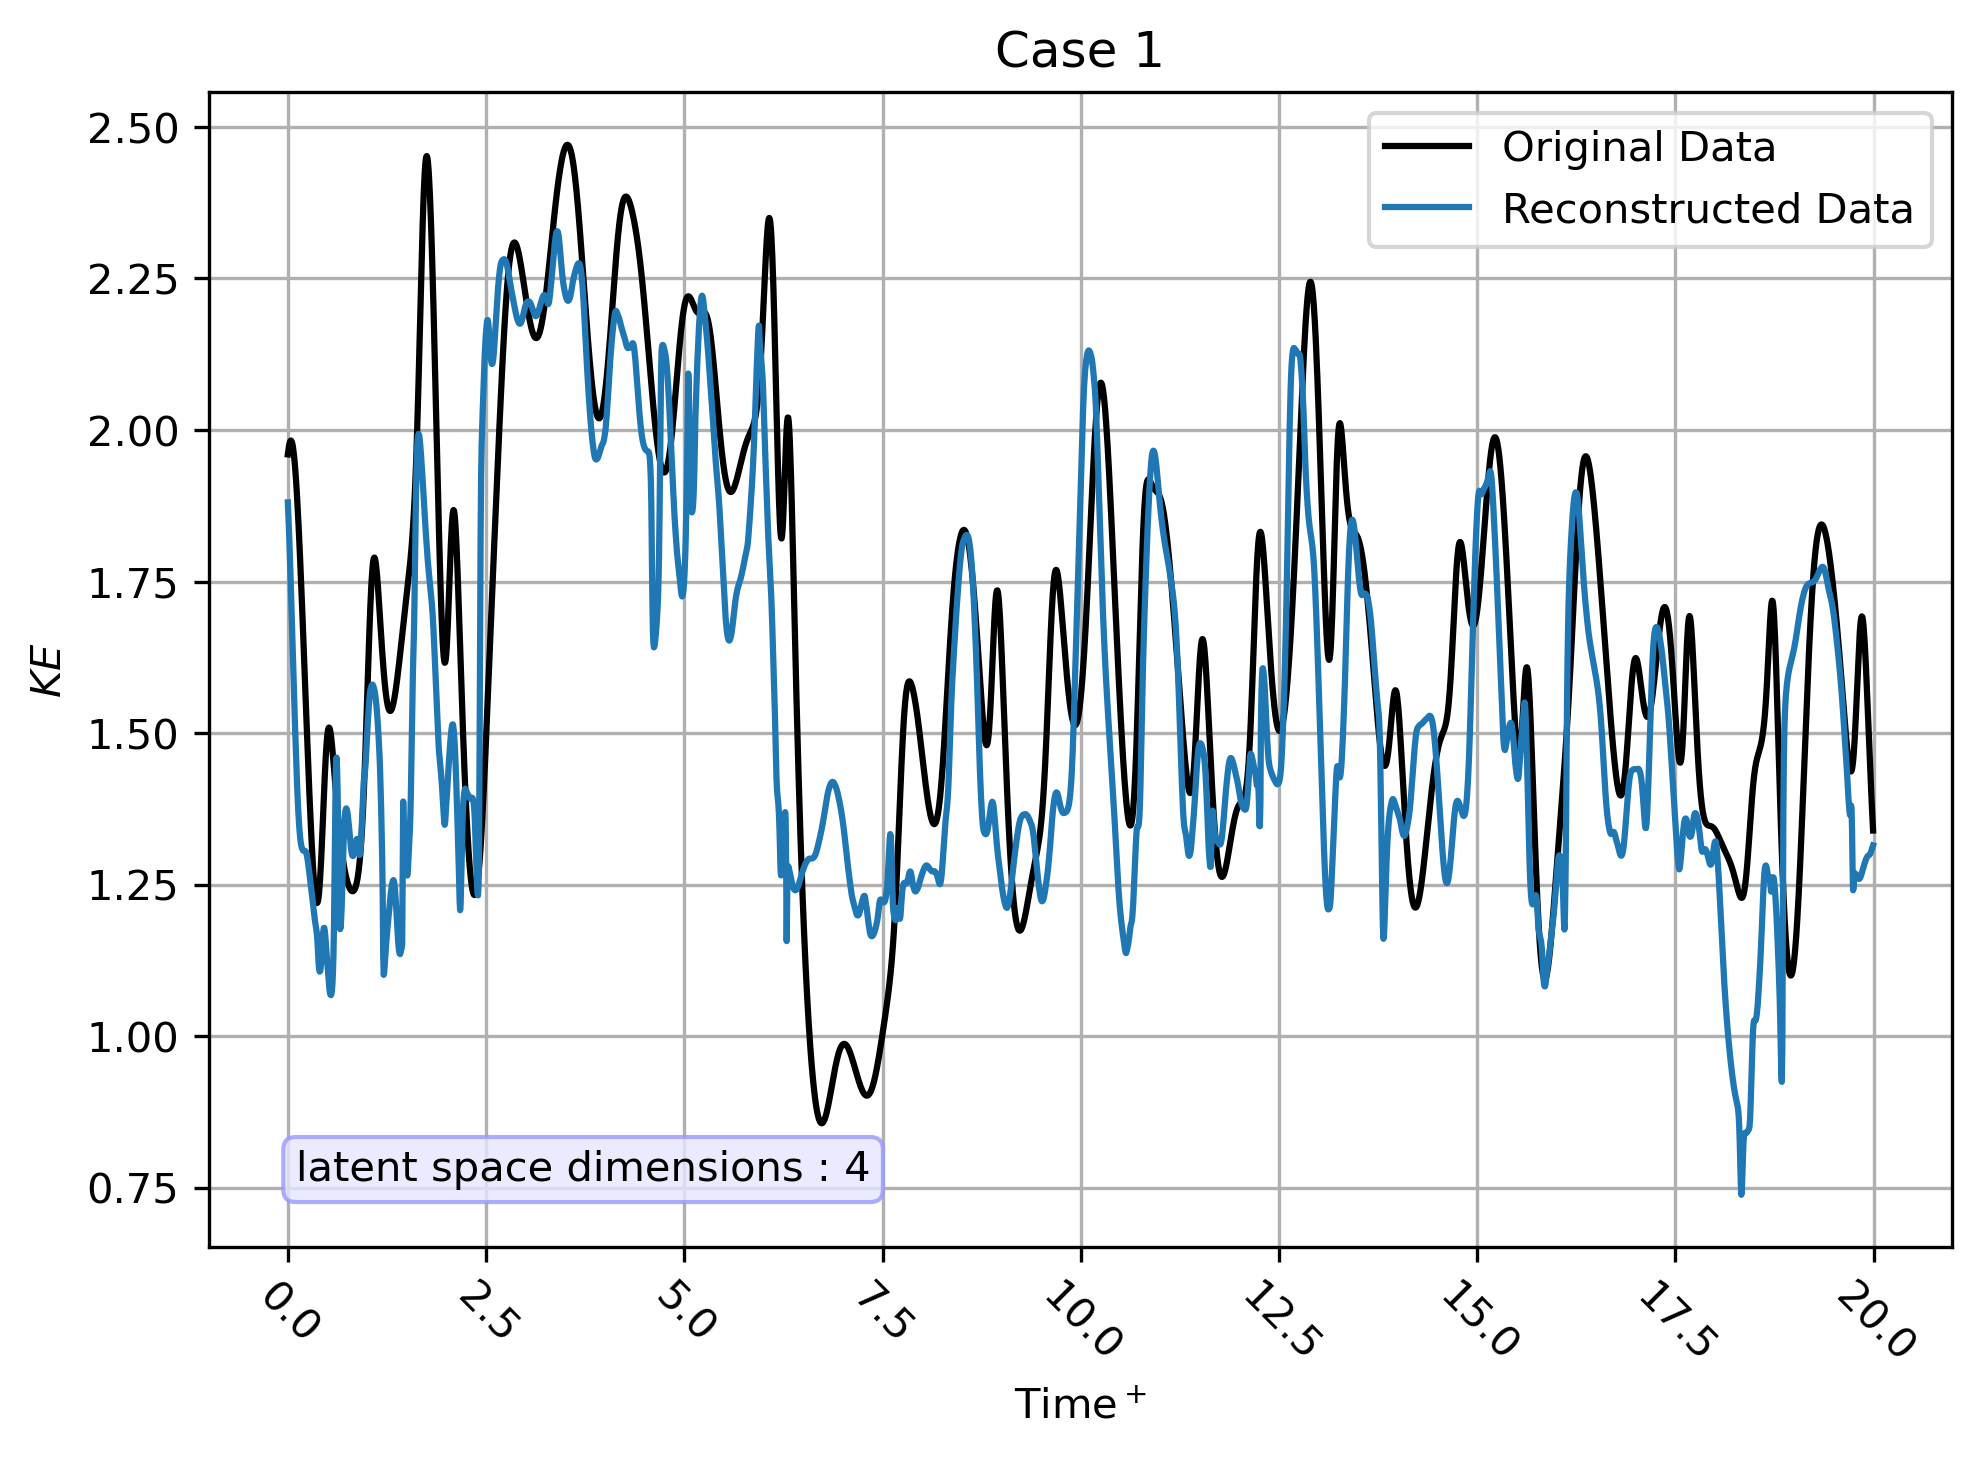 Case 1
Original Data
Reconstructed Data
2.50
2.25
2.00
1.75
1.50
1.25
1.00
0.75
KE
latent space dimensions : 4
0.0 2.5 5.0 7.5 10.0 12.5 15.0 17.5 20.0
Time⁺